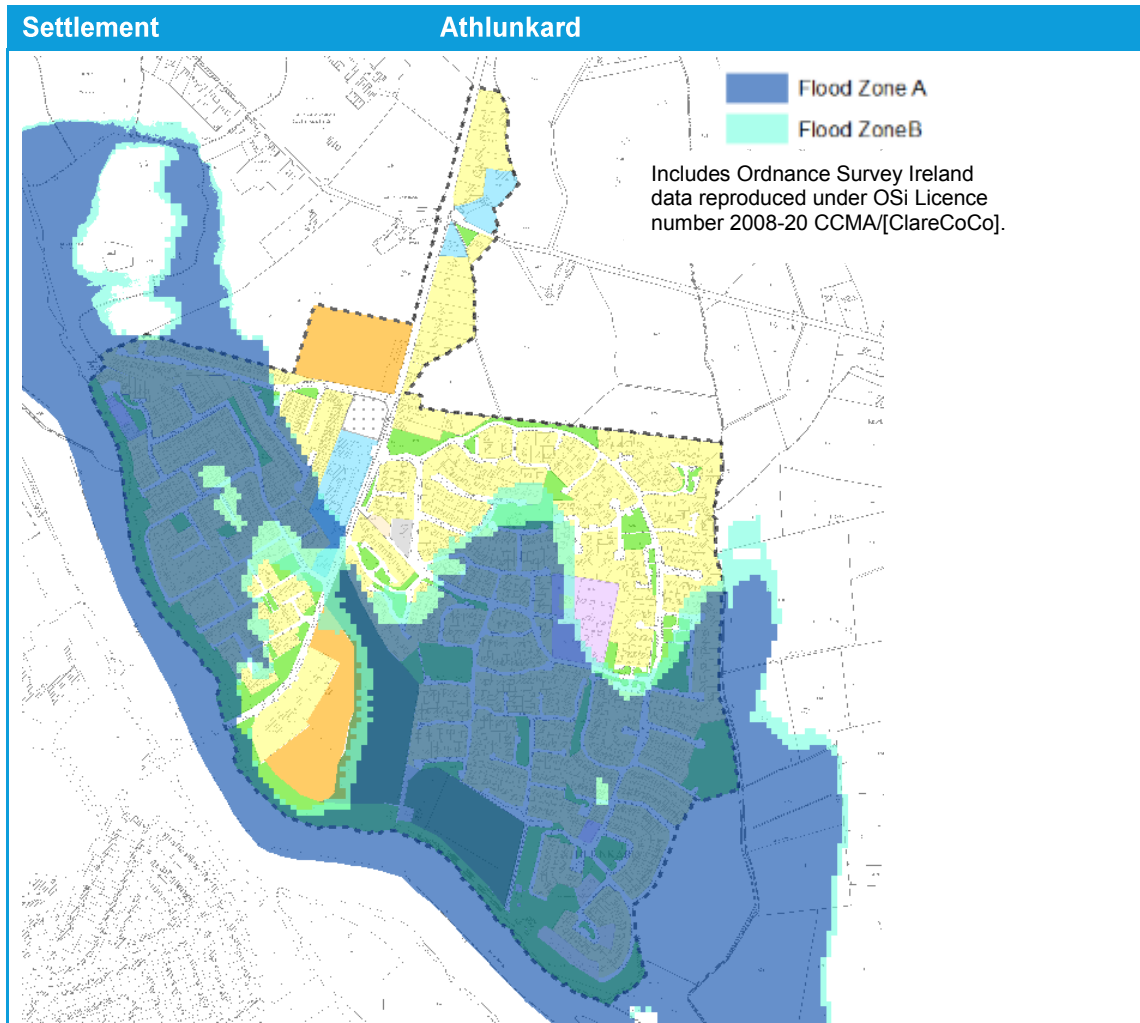 Settlement Athlunkard
Flood Zone A
Flood ZoneB
Includes Ordnance Survey Ireland
data reproduced under OSi Licence
number 2008-20 CCMA/[ClareCoCo].